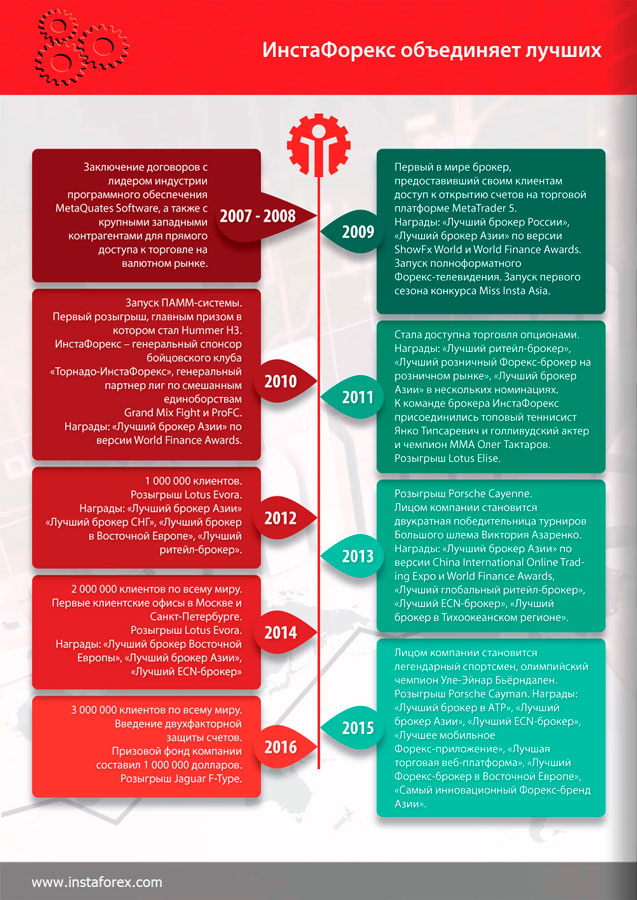 ИнстаФорекс объединяет лучших
Заключение договоров с
лидером индустрии
программного обеспечения
MetaQuates Software, а также с
крупными западными
контрагентами для прямого
доступа к торговле на
валютном рынке.
2007 - 2008
Первый в мире брокер,
предоставивший своим клиентам
доступ к открытию счетов на торговой
платформе MetaTrader 5.
Награды: «Лучший брокер России»,
«Лучший брокер Азии» по версии
ShowFx World и World Finance Awards.
Запуск полноформатного
Форекс-телевидения. Запуск первого
сезона конкурса Miss Insta Asia.
2009
Запуск ПАММ-системы.
Первый розыгрыш, главным призом в
котором стал Hummer H3.
ИнстаФорекс – генеральный спонсор
бойцовского клуба
«Торнадо-ИнстаФорекс», генеральный
партнер лиг по смешанным
единоборствам
Grand Mix Fight и ProFC.
Награды: «Лучший брокер Азии» по
версии World Finance Awards.
2010
Стала доступна торговля опционами.
Награды: «Лучший ритейл-брокер»,
«Лучший розничный Форекс-брокер на
розничном рынке», «Лучший брокер
Азии» в нескольких номинациях.
К команде брокера ИнстаФорекс
присоединились топовый теннисист
Янко Типсаревич и голливудский актер
и чемпион ММА Олег Тактаров.
Розыгрыш Lotus Elise.
2011
1 000 000 клиентов.
Розыгрыш Lotus Evora.
Награды: «Лучший брокер Азии»
«Лучший брокер СНГ», «Лучший брокер
в Восточной Европе», «Лучший
ритейл-брокер».
2012
Розыгрыш Porsche Cayenne.
Лицом компании становится
двукратная победительница турниров
Большого шлема Виктория Азаренко.
Награды: «Лучший брокер Азии» по
версии China International Online Trad-
ing Expo и World Finance Awards,
«Лучший глобальный ритейл-брокер»,
«Лучший ECN-брокер», «Лучший
брокер в Тихоокеанском регионе».
2013
2 000 000 клиентов по всему миру.
Первые клиентские офисы в Москве и
Санкт-Петербурге.
Розыгрыш Lotus Evora.
Награды: «Лучший брокер Восточной
Европы», «Лучший брокер Азии»,
«Лучший ECN-брокер»
2014
Лицом компании становится
легендарный спортсмен, олимпийский
чемпион Уле-Эйнар Бьёрндален.
Розыгрыш Porsche Cayman. Награды:
«Лучший брокер в АТР», «Лучший
брокер Азии», «Лучший ECN-брокер»,
«Лучшее мобильное
Форекс-приложение», «Лучшая
торговая веб-платформа», «Лучший
Форекс-брокер в Восточной Европе»,
«Самый инновационный Форекс-бренд
Азии».
2015
3 000 000 клиентов по всему миру.
Введение двухфакторной
защиты счетов.
Призовой фонд компании
составил 1 000 000 долларов.
Розыгрыш Jaguar F-Type.
2016
www.instaforex.com